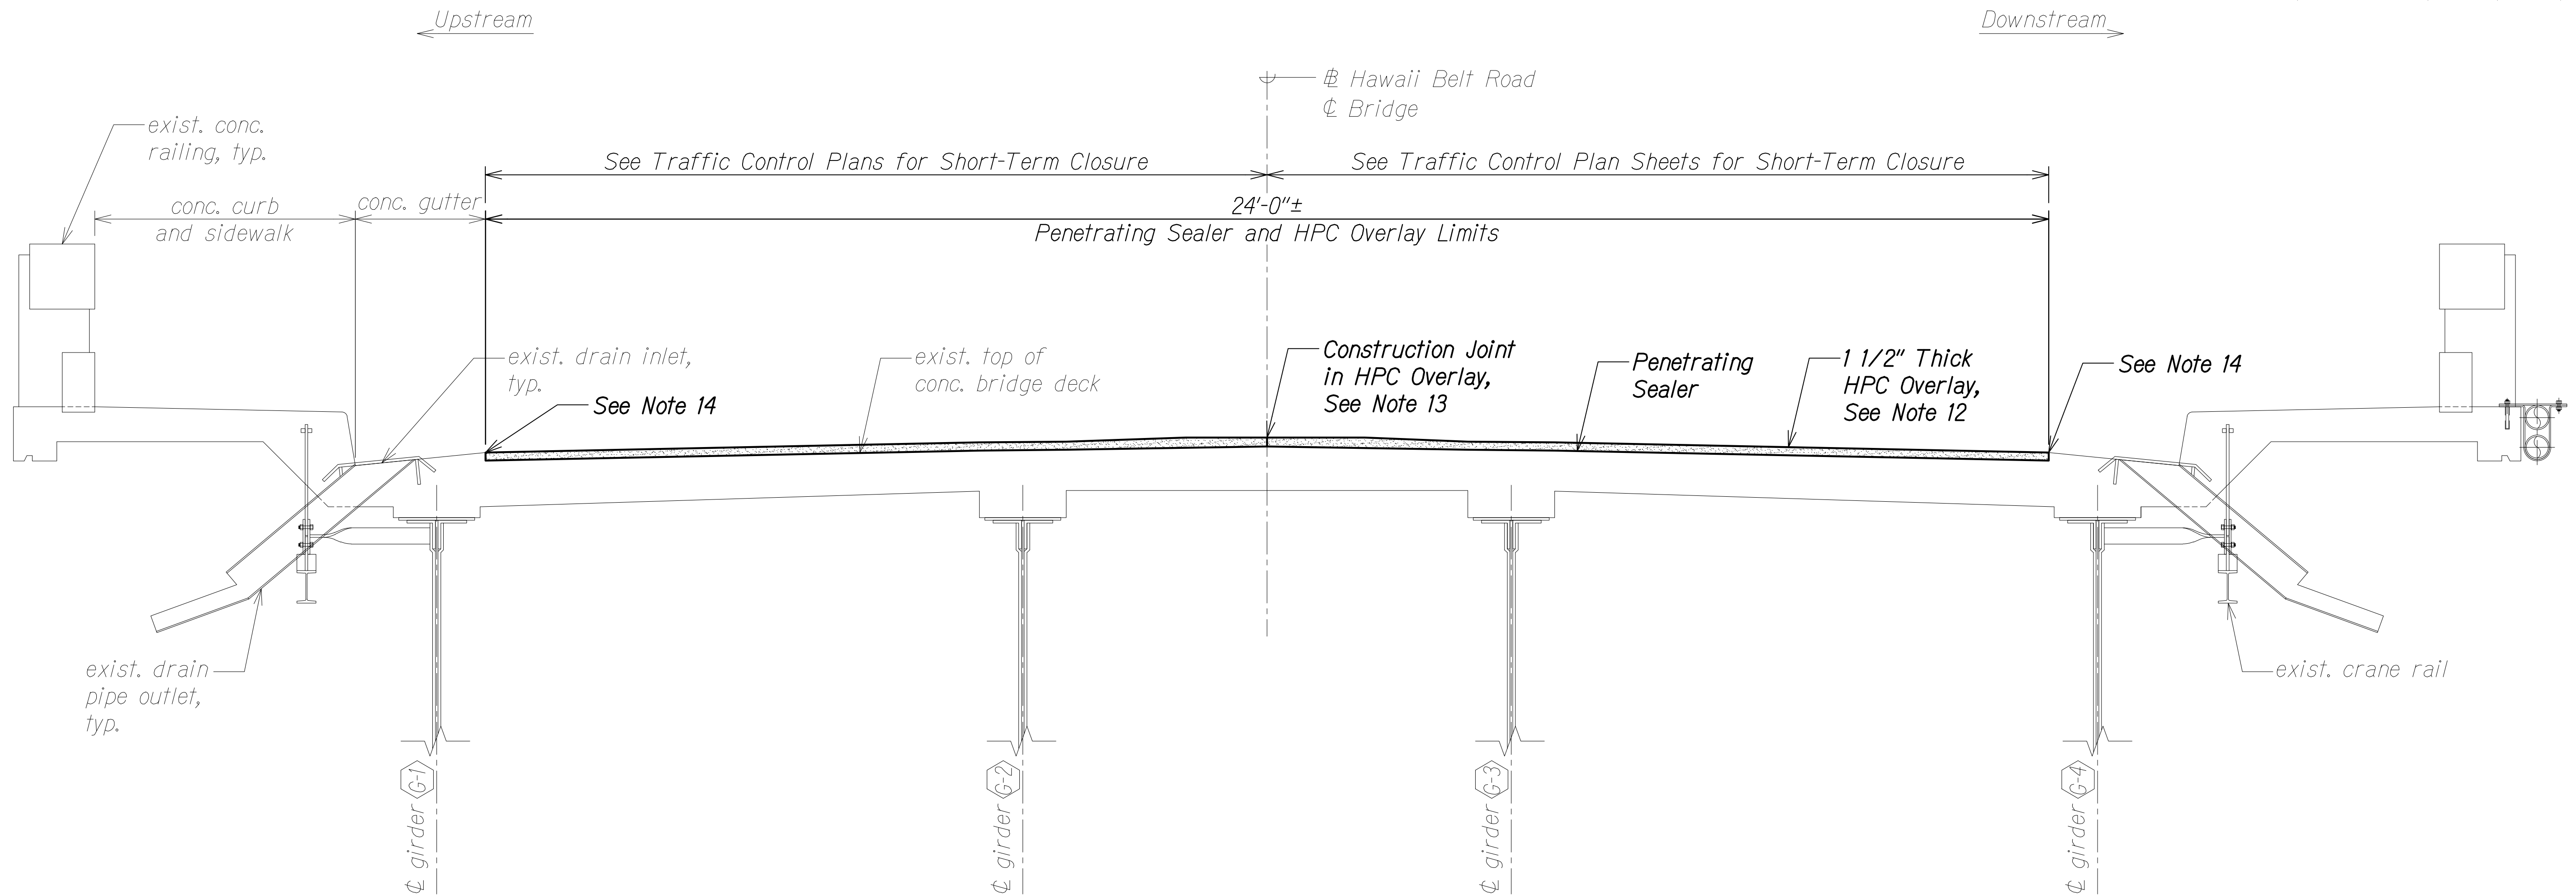 Upstream
Downstream
℄ Hawaii Belt Road
℄ Bridge
exist. conc.
railing, typ.
See Traffic Control Plans for Short-Term Closure
See Traffic Control Plan Sheets for Short-Term Closure
conc. curb
and sidewalk
conc. gutter
24'-0"±
Penetrating Sealer and HPC Overlay Limits
exist. drain inlet,
typ.
See Note 14
exist. top of
conc. bridge deck
Construction Joint
in HPC Overlay,
See Note 13
Penetrating
Sealer
1 1/2" Thick
HPC Overlay,
See Note 12
See Note 14
exist. drain
pipe outlet,
typ.
exist. crane rail
℄ girder G-1
℄ girder G-2
℄ girder G-3
℄ girder G-4